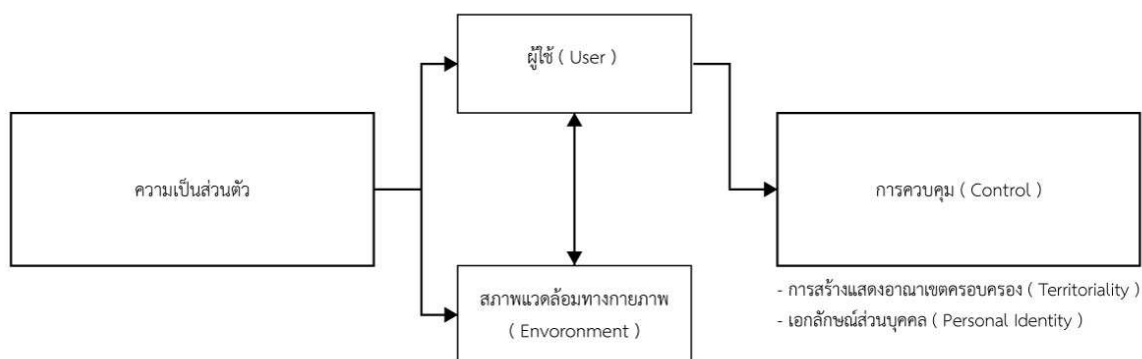 ผู้ใช้ ( User )
ความเป็นส่วนตัว
การควบคุม ( Control )
สภาพแวดล้อมทางกายภาพ
( Envoronment )
- การสร้างแสดงอาณาเขตครอบครอง ( Territoriality )
- เอกลักษณ์ส่วนบุคคล ( Personal Identity )